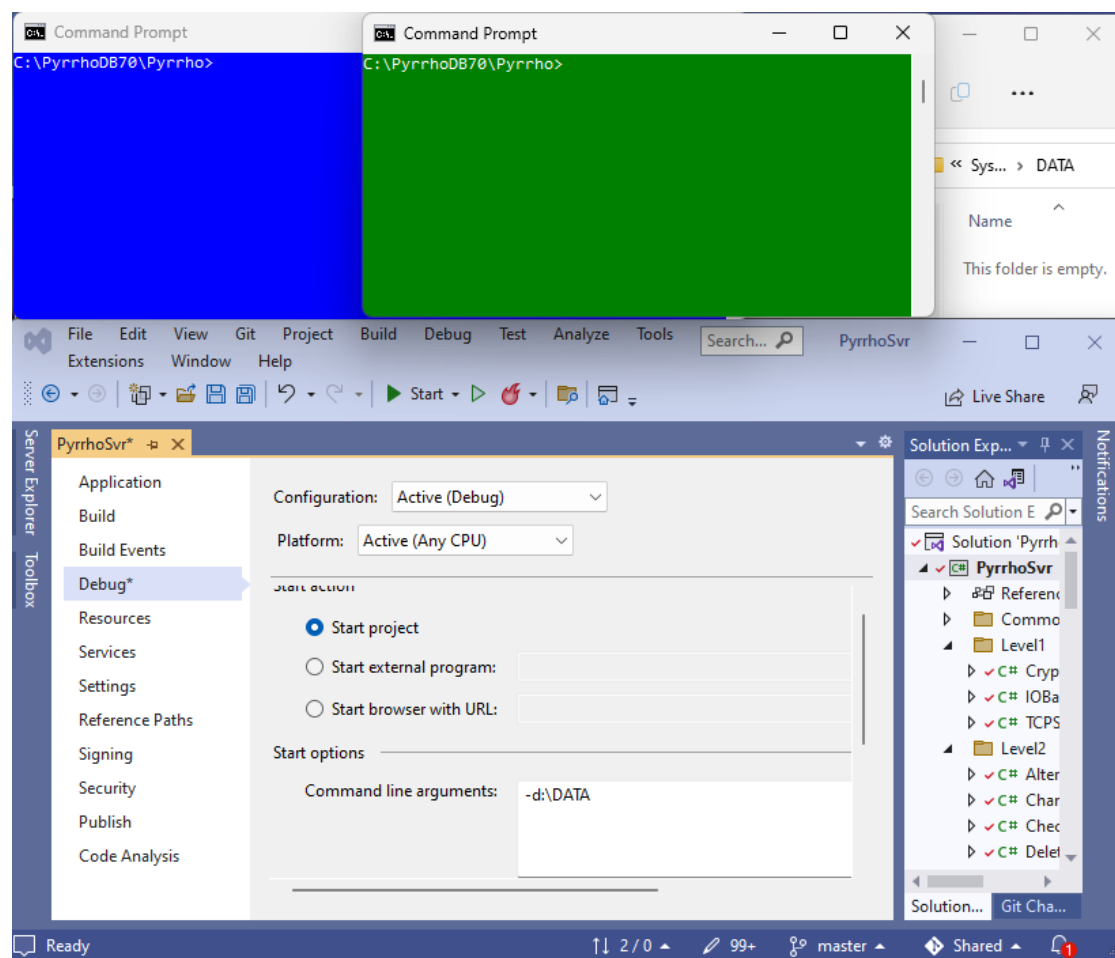 Command Prompt
C:\PyrrhoDB70\Pyrrho>
Command Prompt
C:\PyrrhoDB70\Pyrrho>
« Sys... > DATA
Name
This folder is empty.
File Edit View Git Project Build Debug Test Analyze Tools
Search...
PyrrhoSvr
Extensions Window Help
Start
Live Share
Server Explorer
Toolbox
PyrrhoSvr*
Application
Build
Build Events
Debug*
Resources
Services
Settings
Reference Paths
Signing
Security
Publish
Code Analysis
Configuration: Active (Debug)
Platform: Active (Any CPU)
Start action
Start project
Start external program:
Start browser with URL:
Start options
Command line arguments: -d:\DATA
Solution Exp...
Search Solution E
Solution 'Pyrrh
C# PyrrhoSvr
Referenc
Commo
Level1
C# Cryp
C# IOBa
C# TCPS
Level2
C# Alter
C# Char
C# Chec
C# Delet
Solution... Git Cha...
Notifications
Ready
2 / 0
99+
master
Shared
1